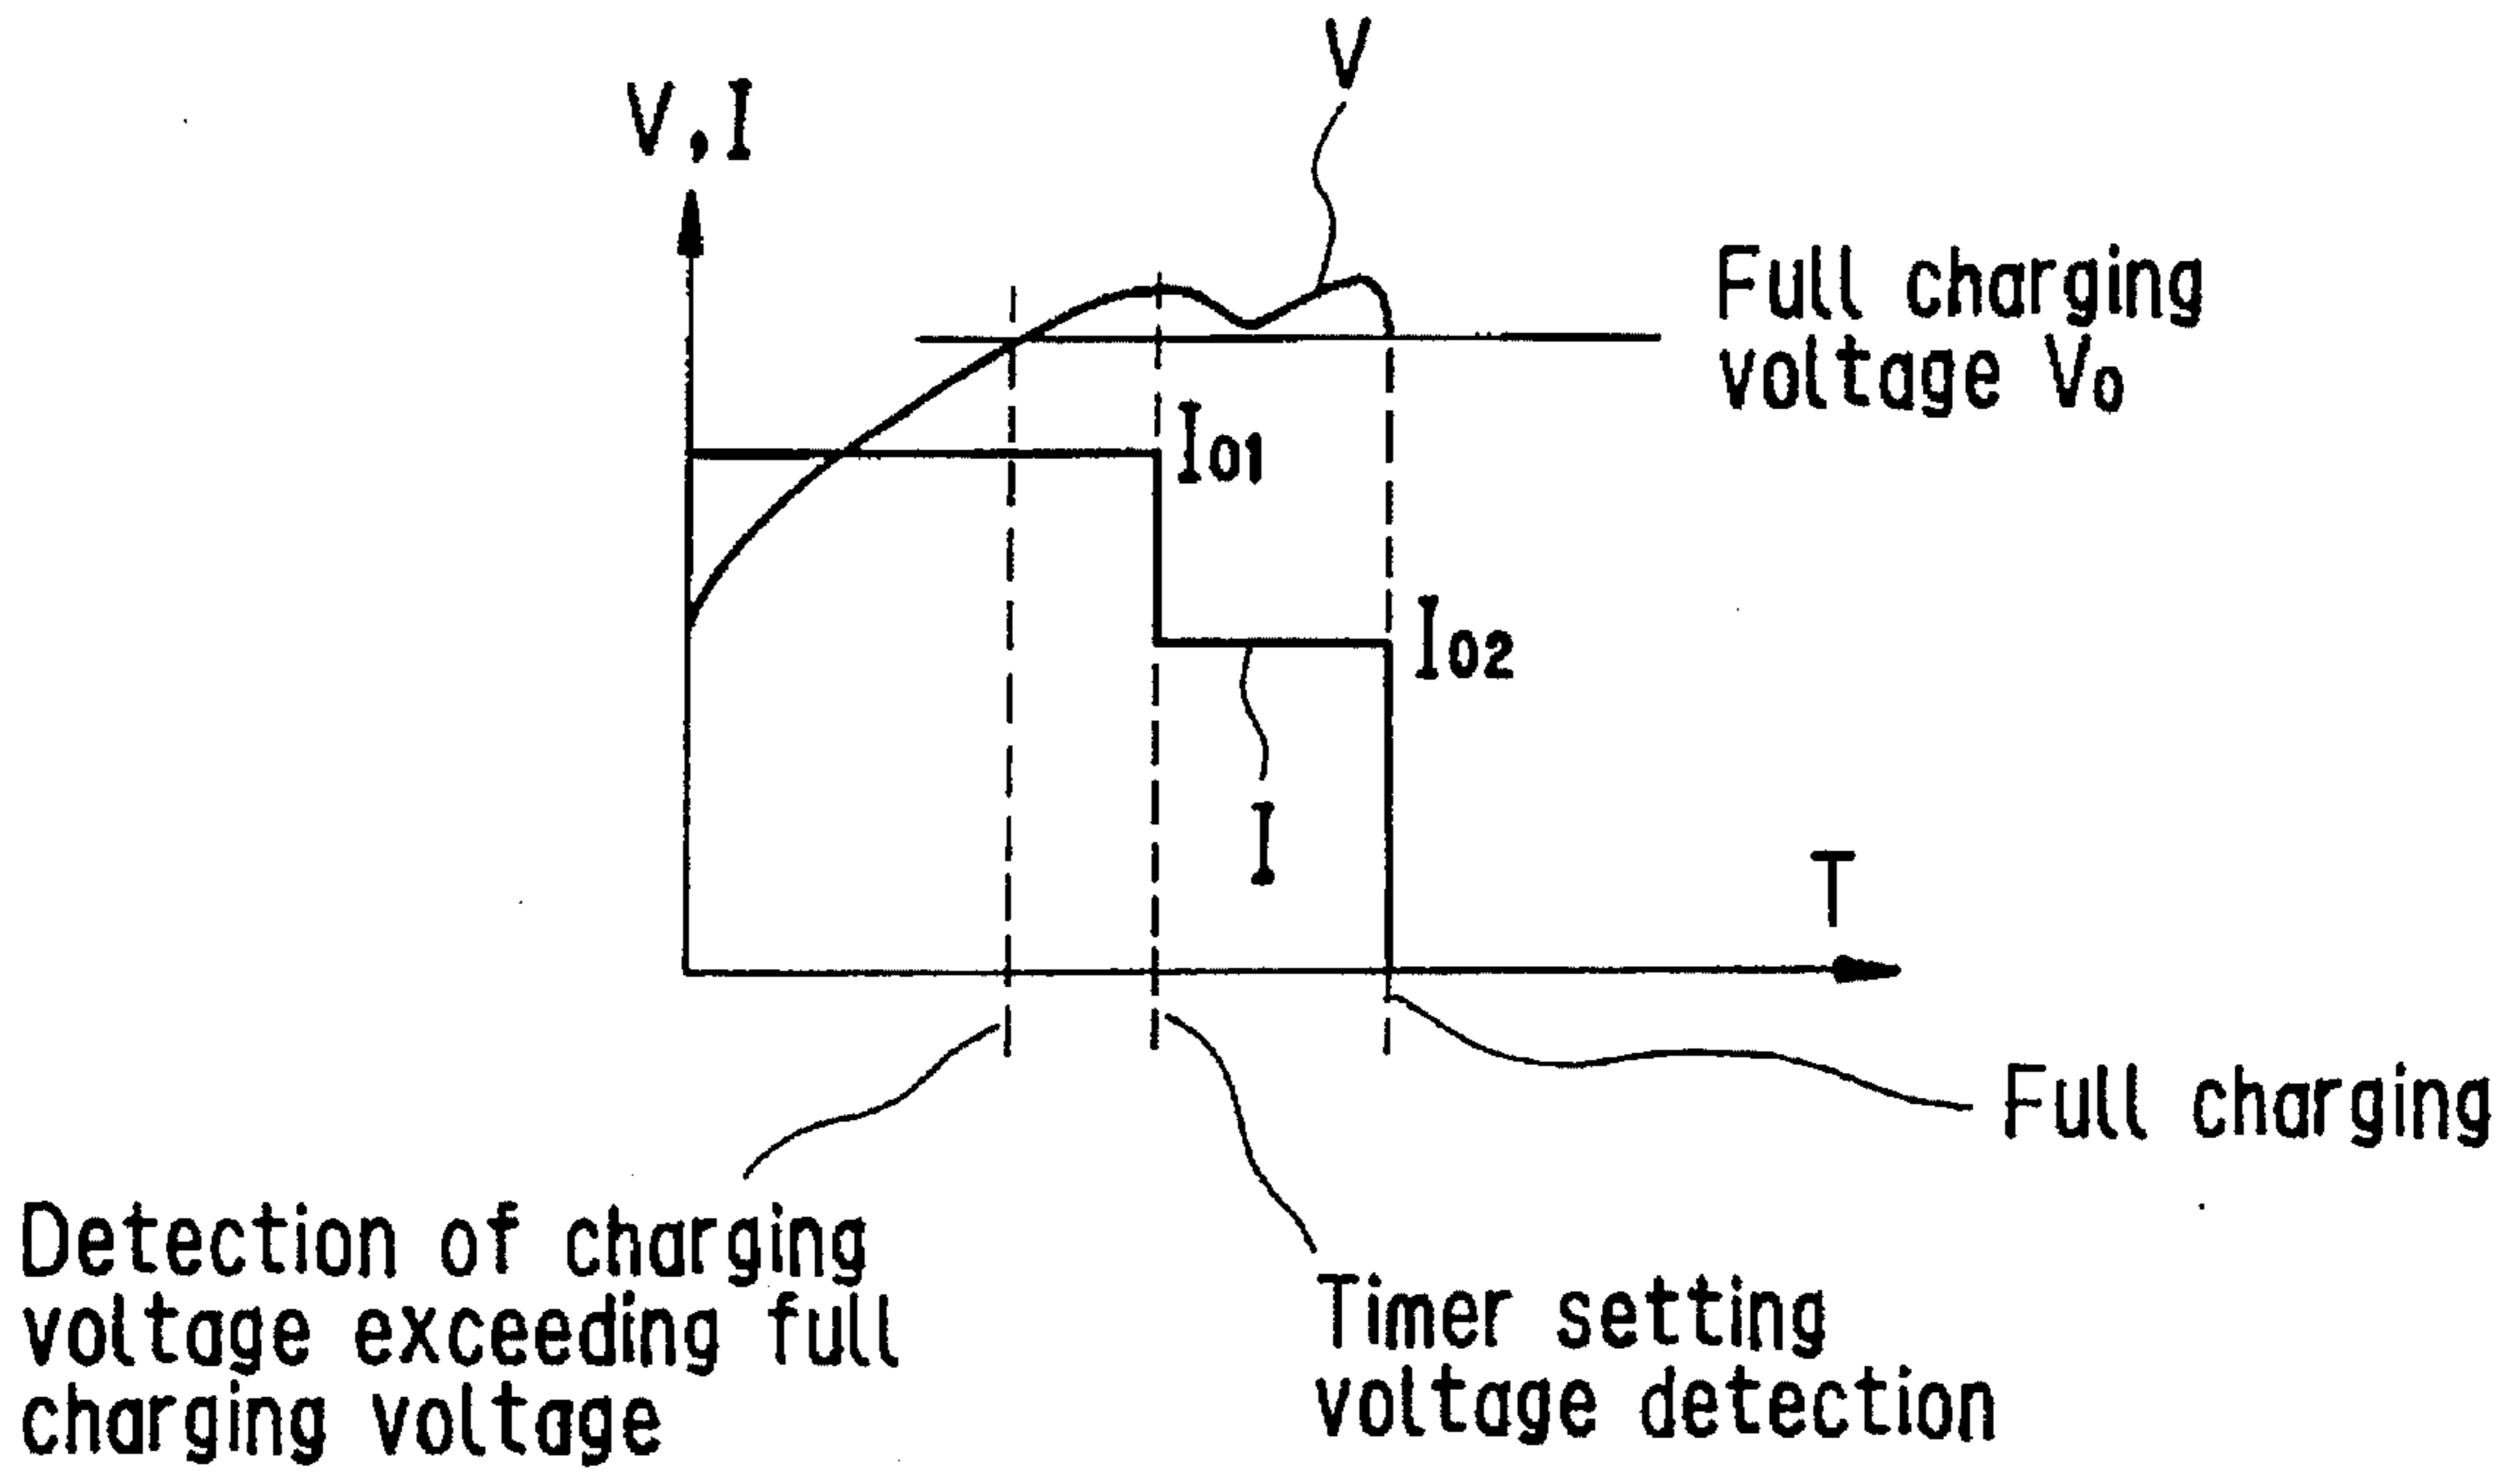 V
V,I
Full charging
voltage V0
I01
I02
I
T
Full charging
Detection of charging
voltage exceeding full
charging voltage
Timer setting
voltage detection